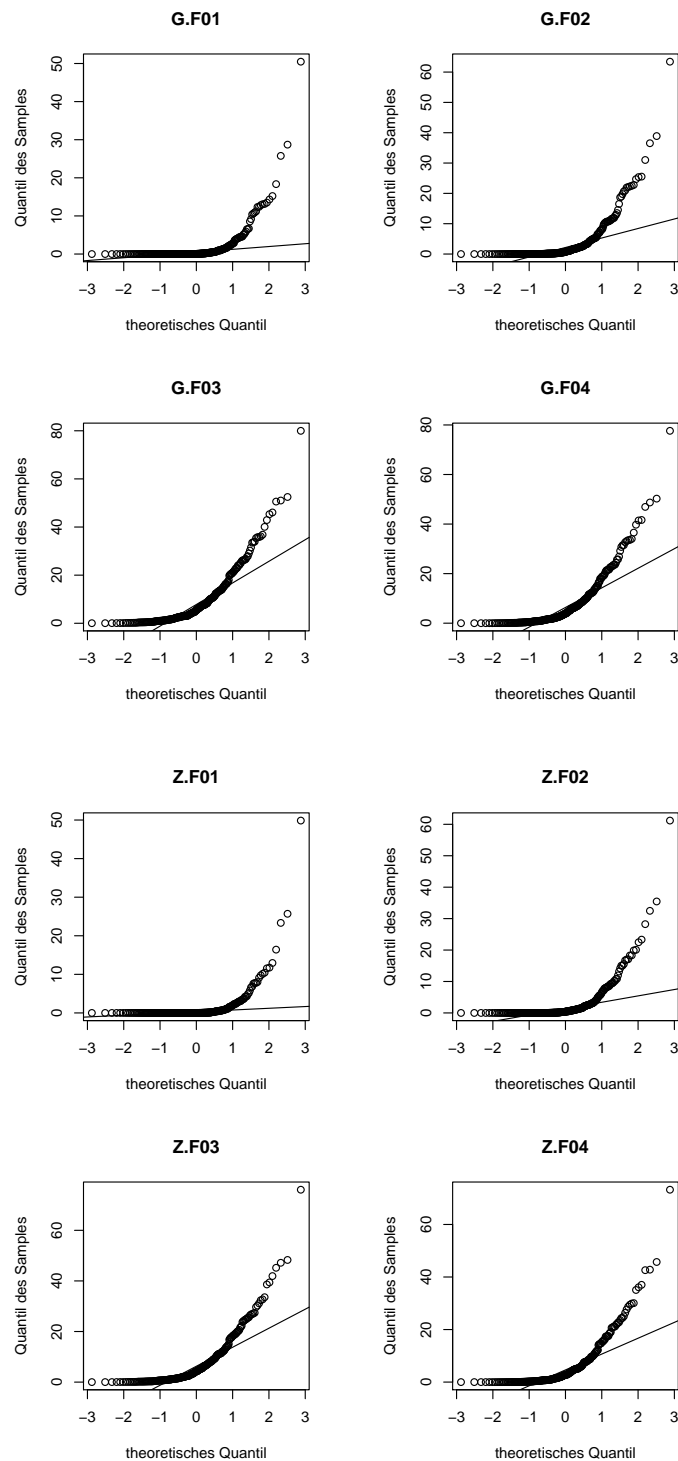 G.F01
G.F02
Quantil des Samples
50
40
30
20
10
0
−3 −2 −1 0 1 2 3
theoretisches Quantil
Quantil des Samples
60
50
40
30
20
10
0
−3 −2 −1 0 1 2 3
theoretisches Quantil
G.F03
G.F04
Quantil des Samples
80
60
40
20
0
−3 −2 −1 0 1 2 3
theoretisches Quantil
Quantil des Samples
80
60
40
20
0
−3 −2 −1 0 1 2 3
theoretisches Quantil
Z.F01
Z.F02
Quantil des Samples
50
40
30
20
10
0
−3 −2 −1 0 1 2 3
theoretisches Quantil
Quantil des Samples
60
50
40
30
20
10
0
−3 −2 −1 0 1 2 3
theoretisches Quantil
Z.F03
Z.F04
Quantil des Samples
60
40
20
0
−3 −2 −1 0 1 2 3
theoretisches Quantil
Quantil des Samples
60
40
20
0
−3 −2 −1 0 1 2 3
theoretisches Quantil